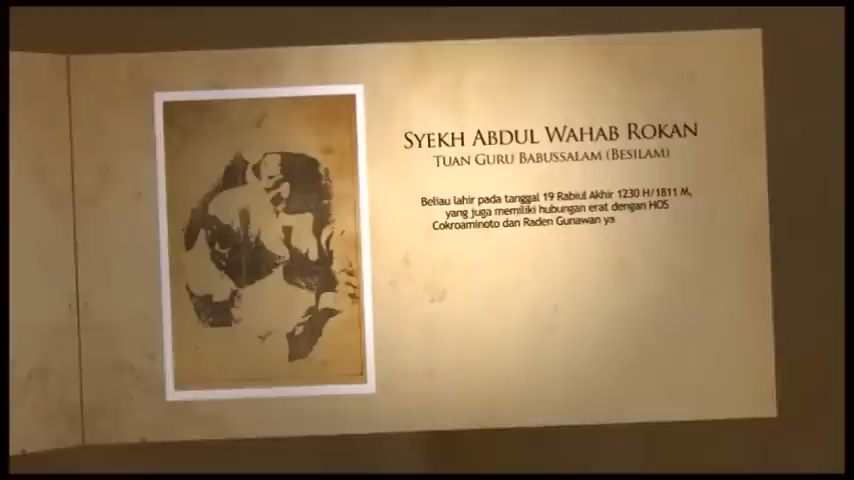 SYEKH ABDUL WAHAB ROKAN
TUAN GURU BABUSSALAM (BESILAM)
Beliau lahir pada tanggal 19 Rabiul Akhir 1230 H/1811 M,
yang juga memiliki hubungan erat dengan HOS
Cokroaminoto dan Raden Gunawan ya